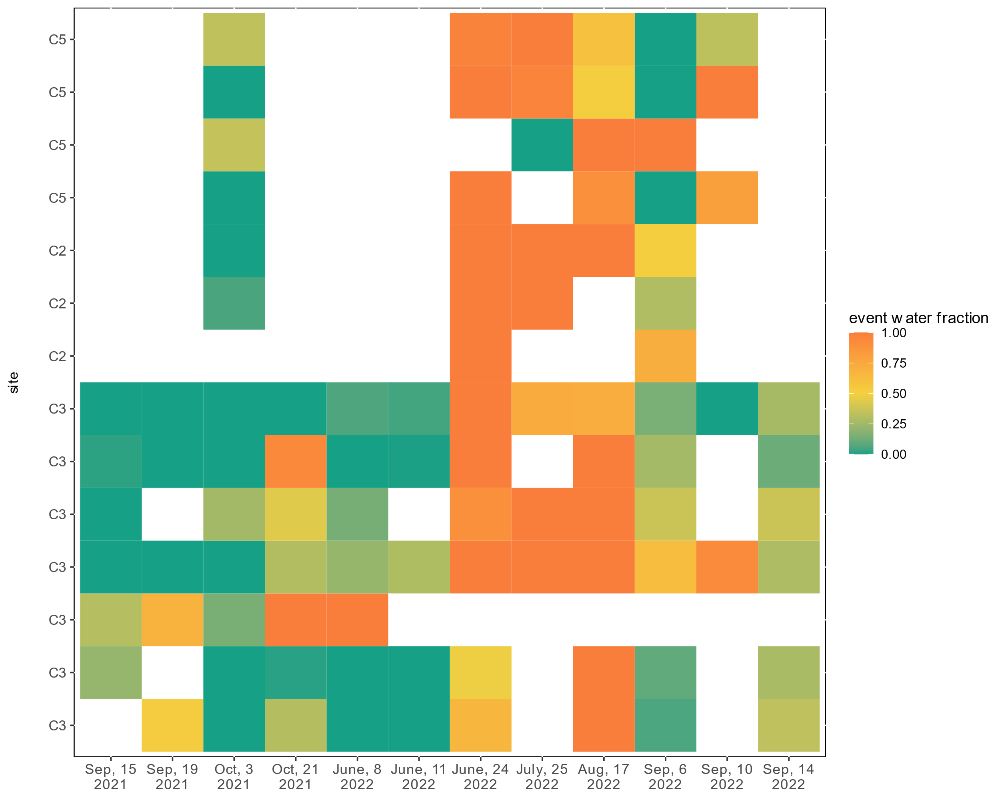 C5
C5
C5
C5
C2
C2
C2
C3
C3
C3
C3
C3
C3
C3
site
Sep, 15 Sep, 19 Oct, 3 Oct, 21 June, 8 June, 11 June, 24 July, 25 Aug, 17 Sep, 6 Sep, 10 Sep, 14
2021 2021 2021 2021 2022 2022 2022 2022 2022 2022 2022 2022
event water fraction
1.00
0.75
0.50
0.25
0.00